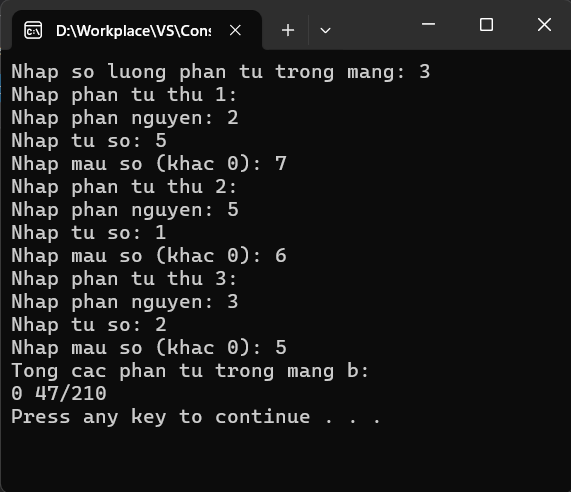 D:\Workplace\VS\Cons
Nhap so luong phan tu trong mang: 3
Nhap phan tu thu 1:
Nhap phan nguyen: 2
Nhap tu so: 5
Nhap mau so (khac 0): 7
Nhap phan tu thu 2:
Nhap phan nguyen: 5
Nhap tu so: 1
Nhap mau so (khac 0): 6
Nhap phan tu thu 3:
Nhap phan nguyen: 3
Nhap tu so: 2
Nhap mau so (khac 0): 5
Tong cac phan tu trong mang b:
0 47/210
Press any key to continue . . .